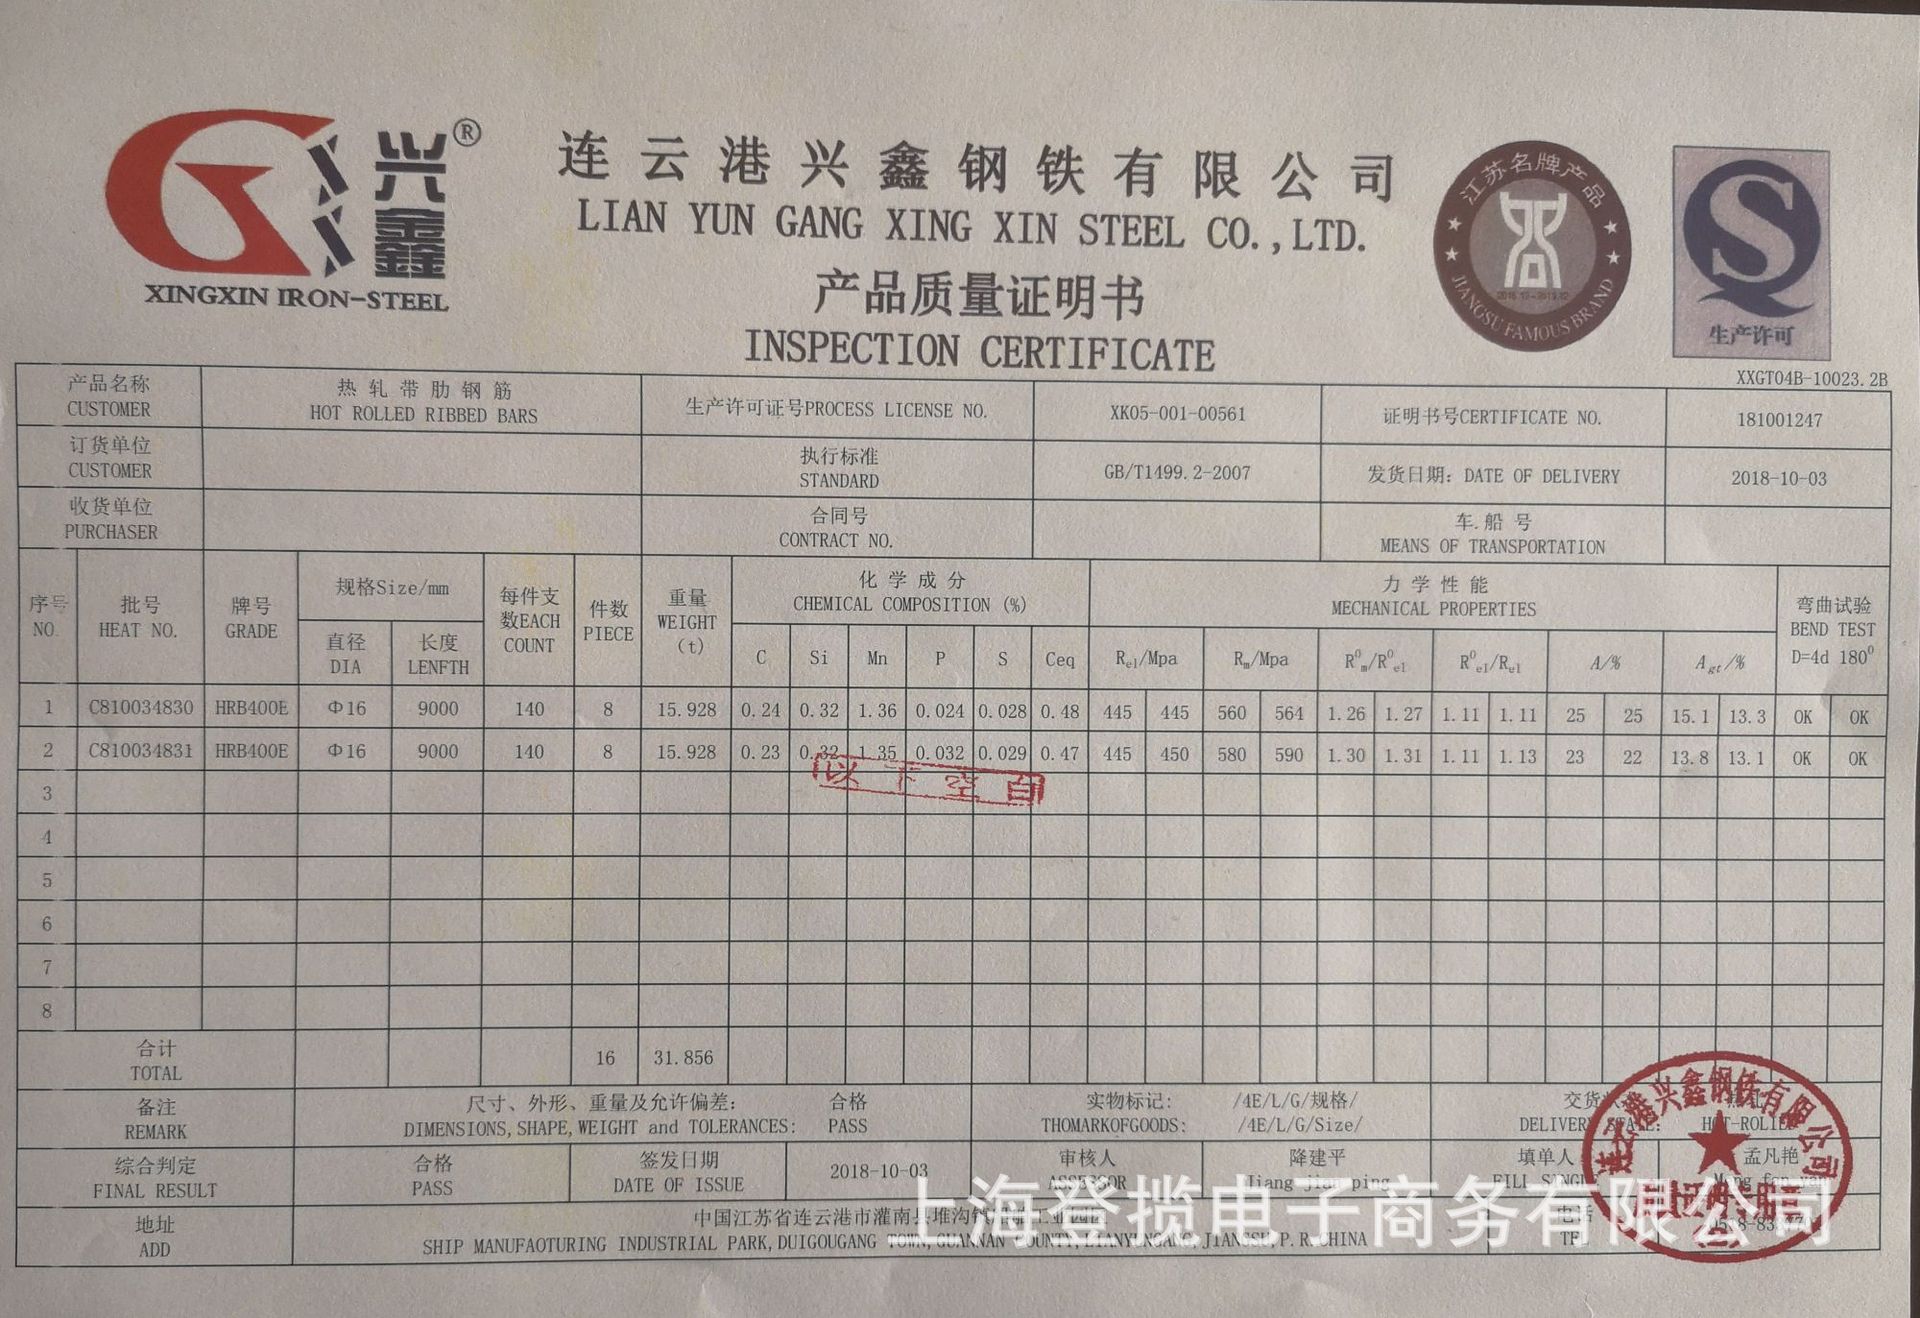 兴鑫®
XINGXIN IRON-STEEL
连云港兴鑫钢铁有限公司
LIAN YUN GANG XING XIN STEEL CO.,LTD.
产品质量证明书
INSPECTION CERTIFICATE
江苏名牌产品
JIANGSU FAMOUS BRAND
生产许可
XXGT04B-10023.2B
产品名称 CUSTOMER 热轧带肋钢筋 HOT ROLLED RIBBED BARS 生产许可证号PROCESS LICENSE NO. XK05-001-00561 证明书号CERTIFICATE NO. 181001247
订货单位 CUSTOMER 执行标准 STANDARD GB/T1499.2-2007 发货日期: DATE OF DELIVERY 2018-10-03
收货单位 PURCHASER 合同号 CONTRACT NO. 车.船号 MEANS OF TRANSPORTATION
序号 NO. 批号 HEAT NO. 牌号 GRADE 规格Size/mm 直径 DIA 长度 LENFTH 每件支数EACH COUNT 件数 PIECE 重量 WEIGHT (t) 化学成分 CHEMICAL COMPOSITION (%) C Si Mn P S Ceq 力学性能 MECHANICAL PROPERTIES Rel/Mpa Rm/Mpa R0m/R0el R0el/Rel A/% Agt/% 弯曲试验 BEND TEST D=4d 180⁰
1 C810034830 HRB400E Φ16 9000 140 8 15.928 0.24 0.32 1.36 0.024 0.028 0.48 445 445 560 564 1.26 1.27 1.11 1.11 25 25 15.1 13.3 OK OK
2 C810034831 HRB400E Φ16 9000 140 8 15.928 0.23 0.32 1.35 0.032 0.029 0.47 445 450 580 590 1.30 1.31 1.11 1.13 23 22 13.8 13.1 OK OK
以下空白
3
4
5
6
7
8
合计 TOTAL 16 31.856
备注 REMARK 尺寸、外形、重量及允许偏差: 合格 DIMENSIONS,SHAPE,WEIGHT and TOLERANCES: PASS 实物标记: /4E/L/G/规格/ THOMARKOFGOODS: /4E/L/G/Size/ 交货 DELIVERY
综合判定 FINAL RESULT 合格 PASS 签发日期 DATE OF ISSUE 2018-10-03 审核人 ASSESSOR 降建平 Jiang jian ping 填单人 孟凡艳
地址 ADD 中国江苏省连云港市灌南县堆沟 SHIP MANUFAOTURING INDUSTRIAL PARK,DUIGOUGANG TOWN,GUANNAN COUNTY,LIANYUNGANG,JIANGSU,P.R.CHINA 电话
连云港兴鑫钢铁有限公司
上海登揽电子商务有限公司